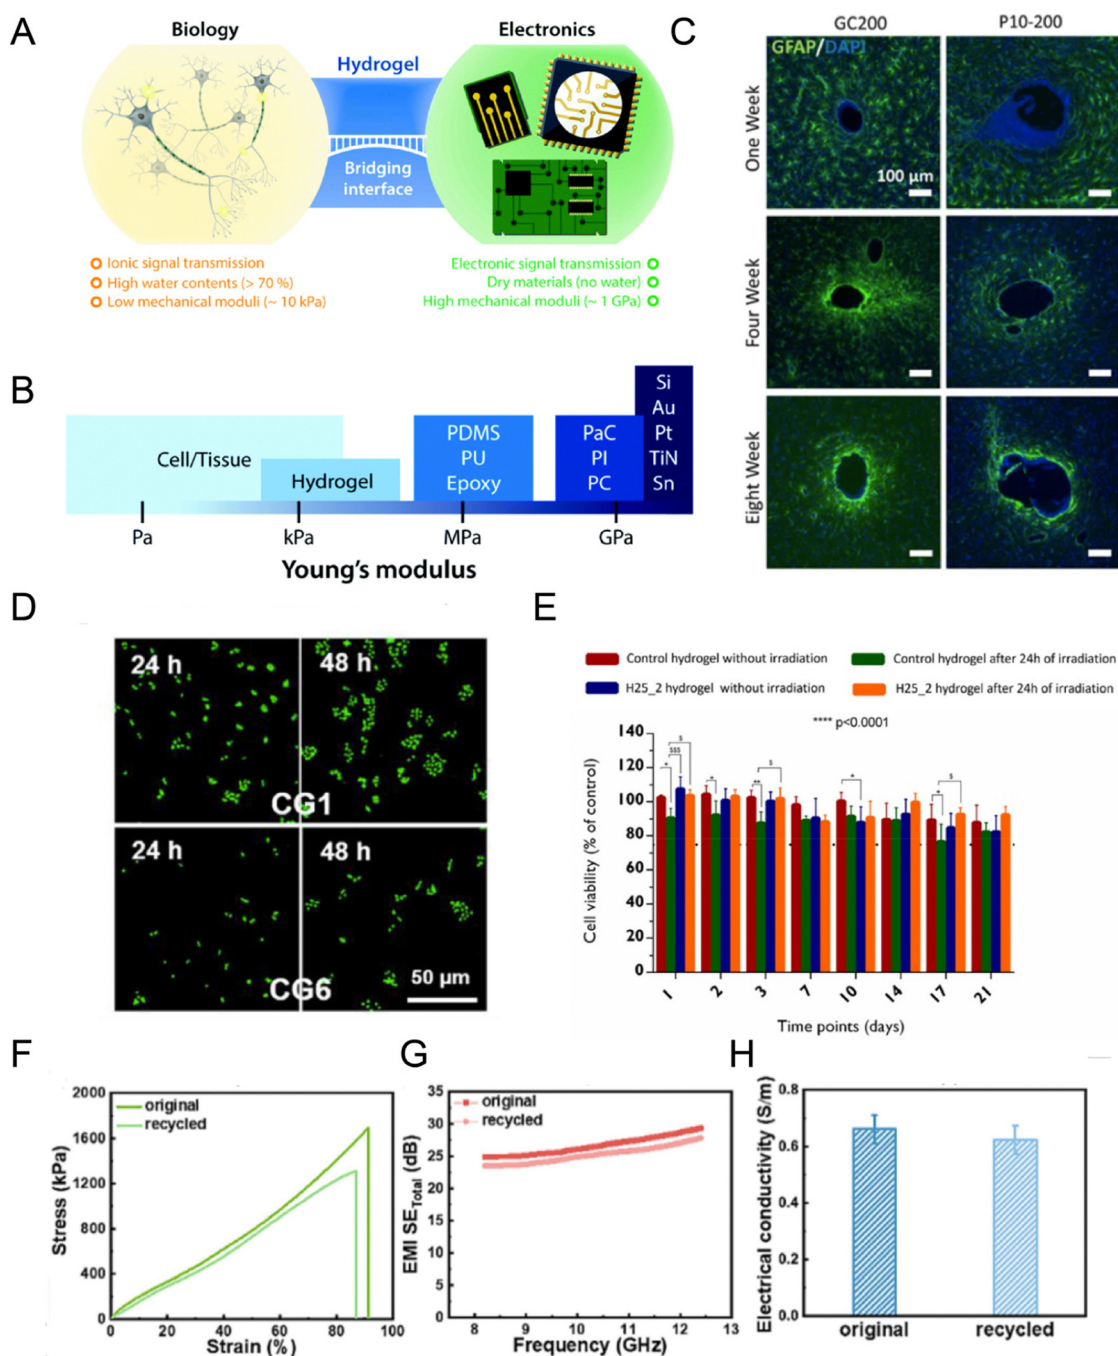 A
Biology
Electronics
Hydrogel
Bridging
interface
Ionic signal transmission
High water contents (> 70 %)
Low mechanical moduli (~ 10 kPa)
Electronic signal transmission
Dry materials (no water)
High mechanical moduli (~ 1 GPa)
B
Cell/Tissue
Hydrogel
PDMS
PU
Epoxy
PaC
PI
PC
Si
Au
Pt
TiN
Sn
Pa
kPa
MPa
GPa
Young's modulus
C
GC200
P10-200
GFAP/DAPI
One Week
100 µm
Four Week
Eight Week
D
24 h
48 h
CG1
24 h
48 h
CG6
50 µm
E
Control hydrogel without irradiation
Control hydrogel after 24h of irradiation
H25_2 hydrogel without irradiation
H25_2 hydrogel after 24h of irradiation
**** p<0.0001
Cell viability (% of control)
140
120
100
80
60
40
20
0
*
$$$
$
*
**
$
*
*
$
1
2
3
7
10
14
17
21
Time points (days)
F
original
recycled
Stress (kPa)
2000
1600
1200
800
400
0
0
20
40
60
80
100
Strain (%)
G
original
recycled
EMI SE Total (dB)
35
30
25
20
15
10
5
0
8
9
10
11
12
13
Frequency (GHz)
H
Electrical conductivity (S/m)
0.8
0.6
0.4
0.2
0.0
original
recycled